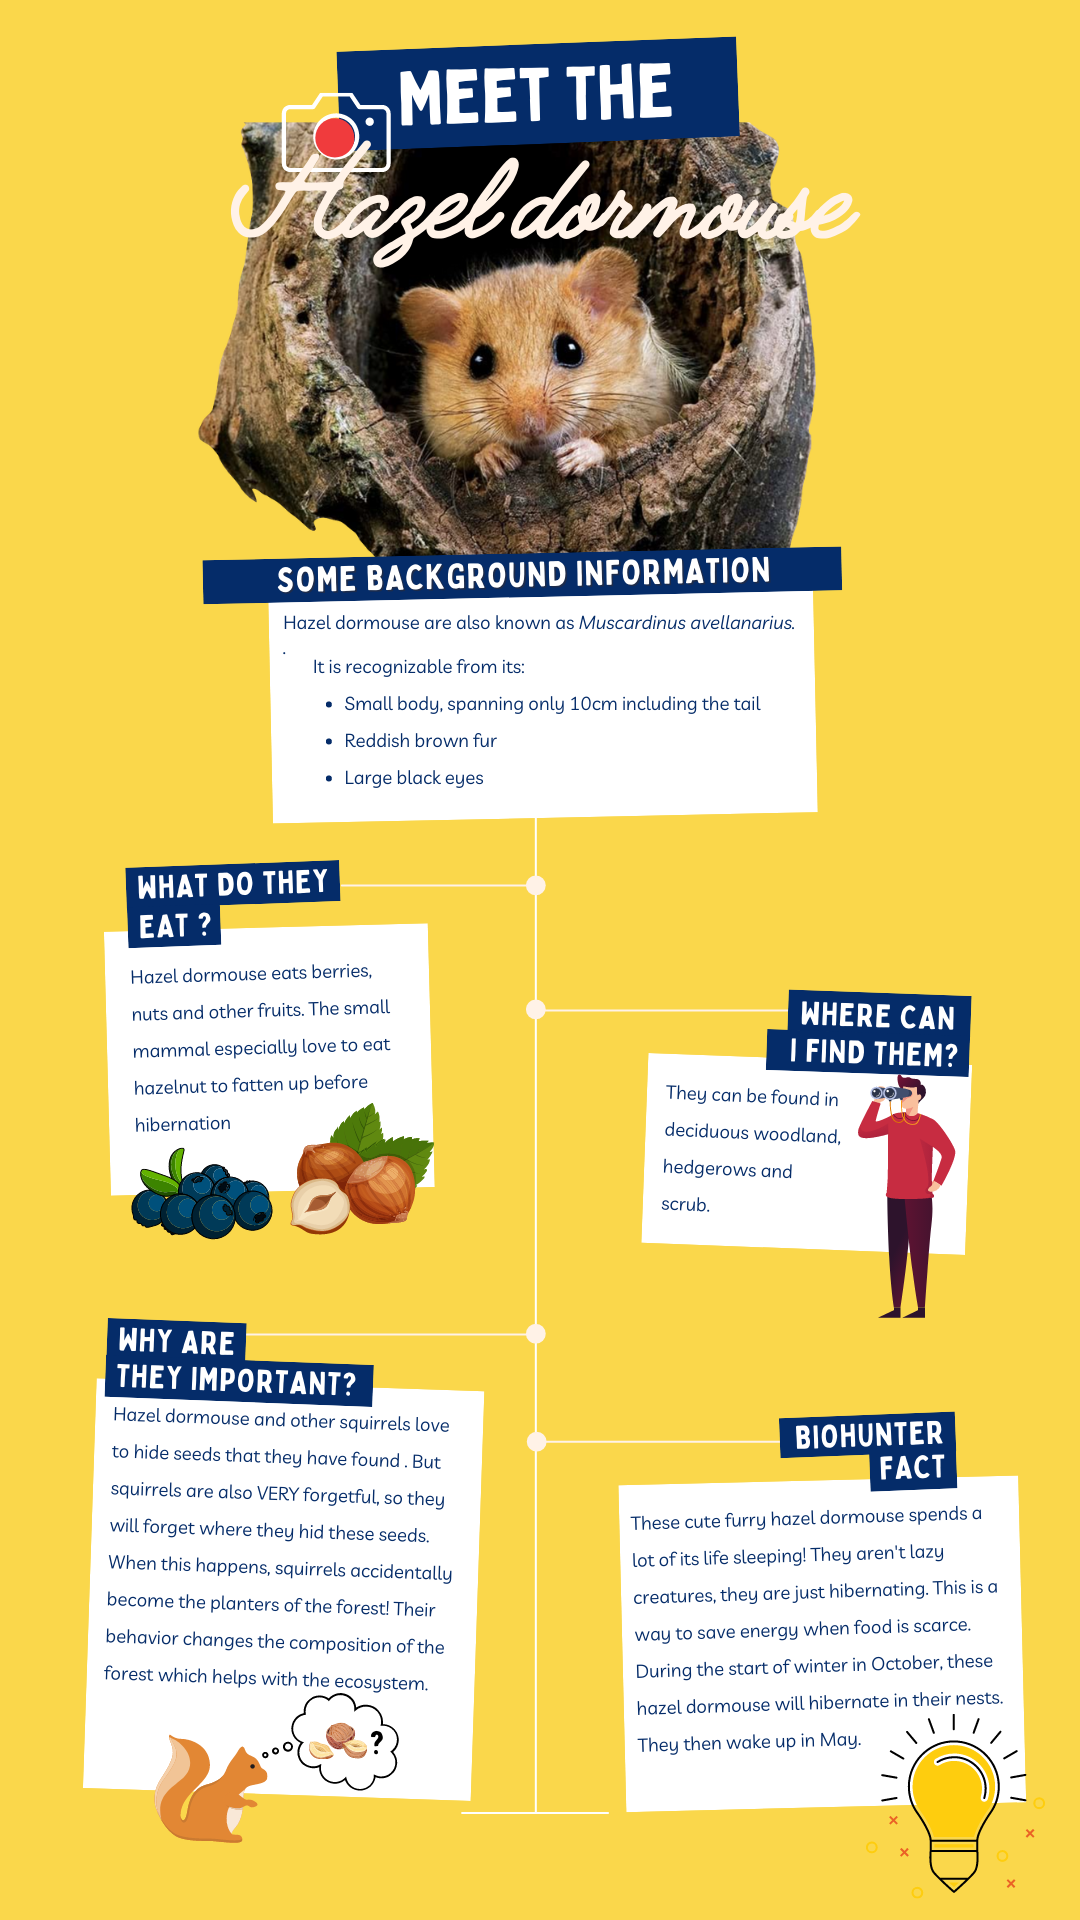 MEET THE
Hazel dormouse
SOME BACKGROUND INFORMATION
Hazel dormouse are also known as Muscardinus avellanarius.
.
It is recognizable from its:
• Small body, spanning only 10cm including the tail
• Reddish brown fur
• Large black eyes
WHAT DO THEY
EAT ?
Hazel dormouse eats berries,
nuts and other fruits. The small
mammal especially love to eat
hazelnut to fatten up before
hibernation
WHERE CAN
I FIND THEM?
They can be found in
deciduous woodland,
hedgerows and
scrub.
WHY ARE
THEY IMPORTANT?
Hazel dormouse and other squirrels love
to hide seeds that they have found . But
squirrels are also VERY forgetful, so they
will forget where they hid these seeds.
When this happens, squirrels accidentally
become the planters of the forest! Their
behavior changes the composition of the
forest which helps with the ecosystem.
?
BIOHUNTER
FACT
These cute furry hazel dormouse spends a
lot of its life sleeping! They aren't lazy
creatures, they are just hibernating. This is a
way to save energy when food is scarce.
During the start of winter in October, these
hazel dormouse will hibernate in their nests.
They then wake up in May.